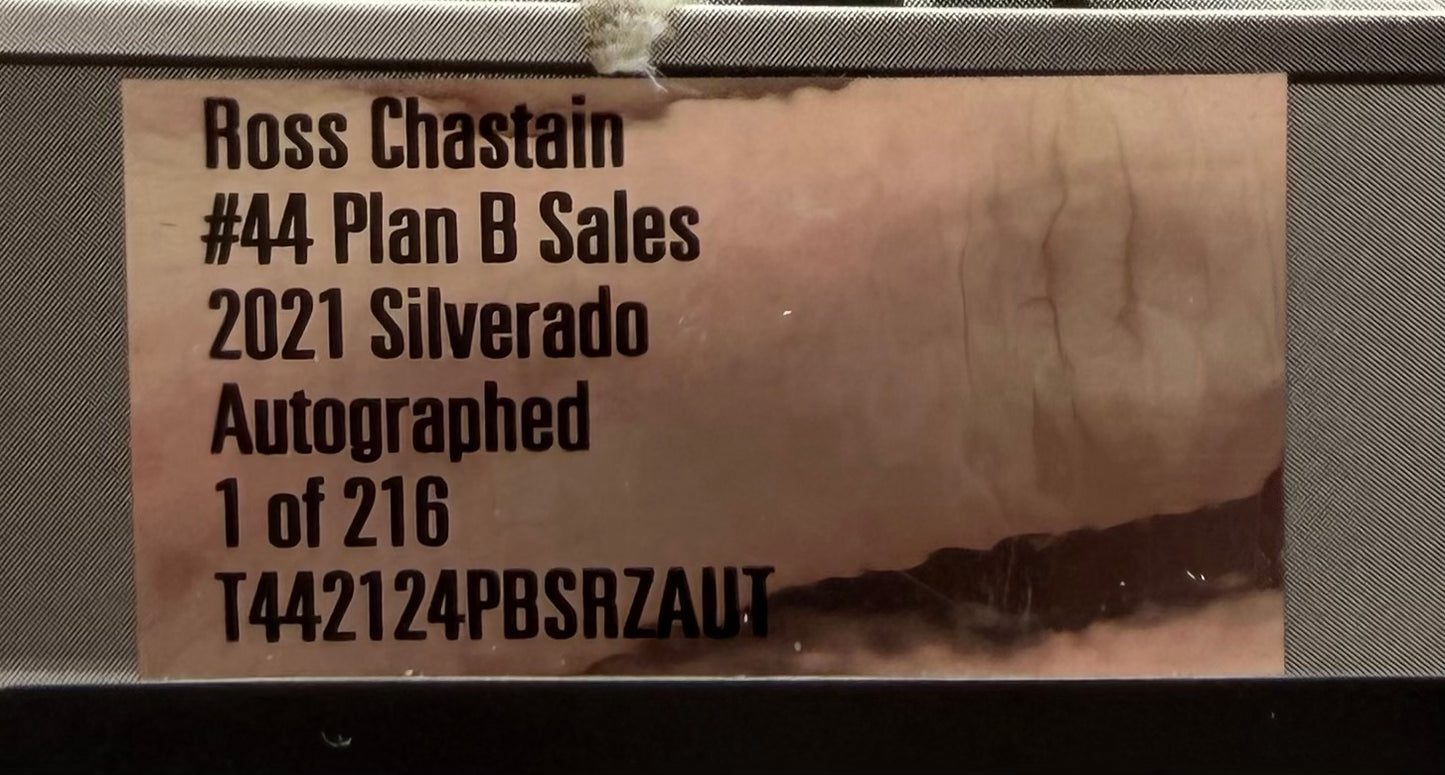 Ross Chastain
#44 Plan B Sales
2021 Silverado
Autographed
1 of 216
T442124PBSRZAUT